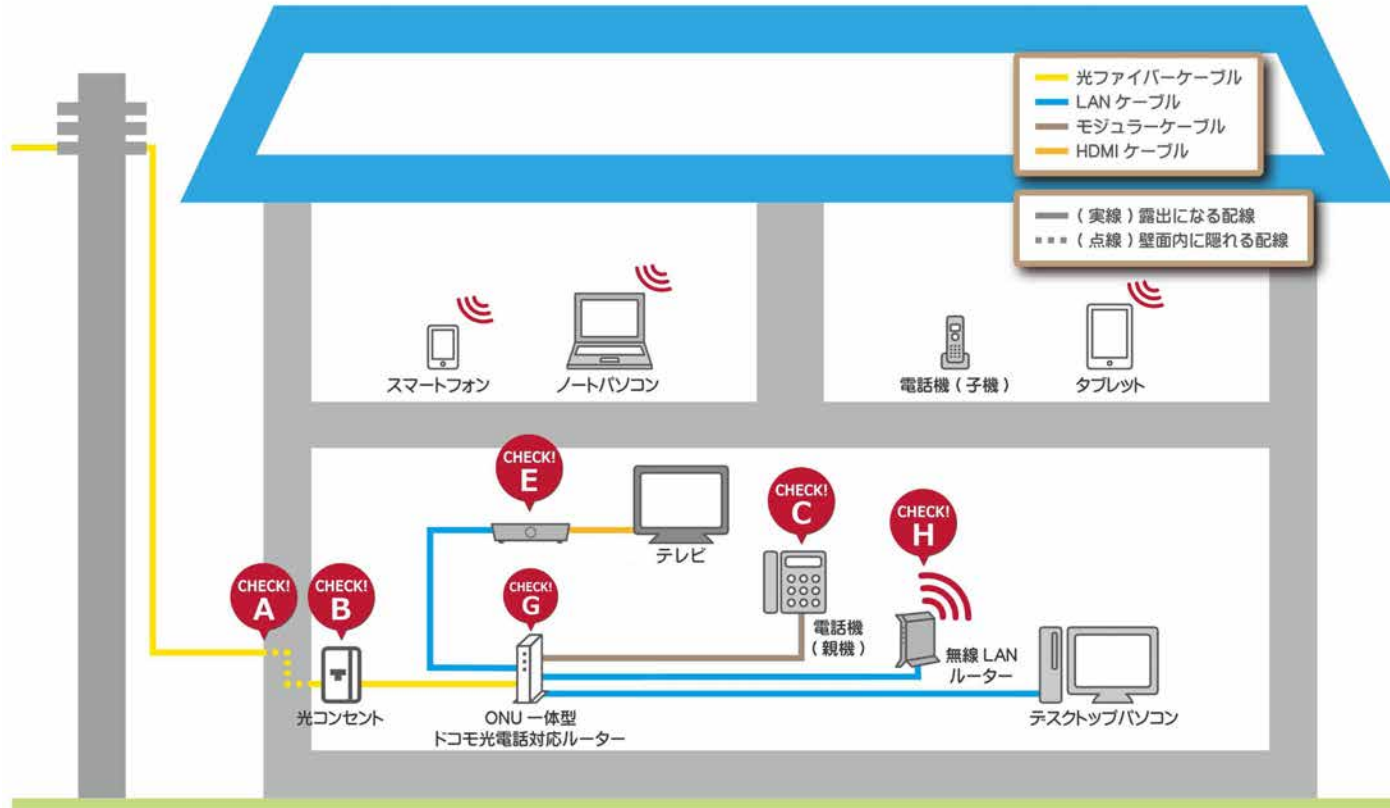 光ファイバーケーブル
LAN ケーブル
モジュラーケーブル
HDMI ケーブル
( 実線 ) 露出になる配線
( 点線 ) 壁面内に隠れる配線
スマートフォン
ノートパソコン
電話機 ( 子機 )
タブレット
CHECK!
E
テレビ
CHECK!
C
電話機
( 親機 )
CHECK!
H
無線 LAN
ルーター
CHECK!
A
CHECK!
B
光コンセント
CHECK!
G
ONU 一体型
ドコモ光電話対応ルーター
デスクトップパソコン